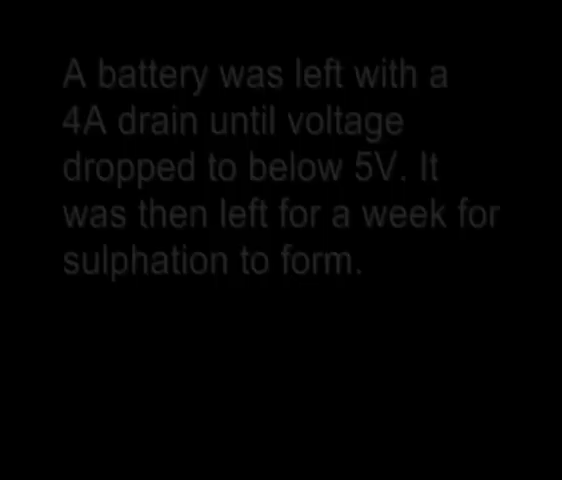 A battery was left with a
4A drain until voltage
dropped to below 5V. It
was then left for a week for
sulphation to form.